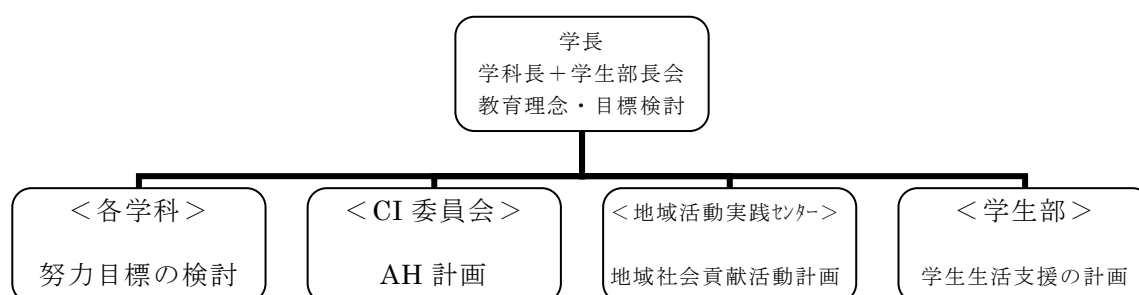 学長
学科長＋学生部長会
教育理念・目標検討
＜各学科＞
努力目標の検討
＜CI 委員会＞
AH 計画
＜地域活動実践ｾﾝﾀｰ＞
地域社会貢献活動計画
＜学生部＞
学生生活支援の計画